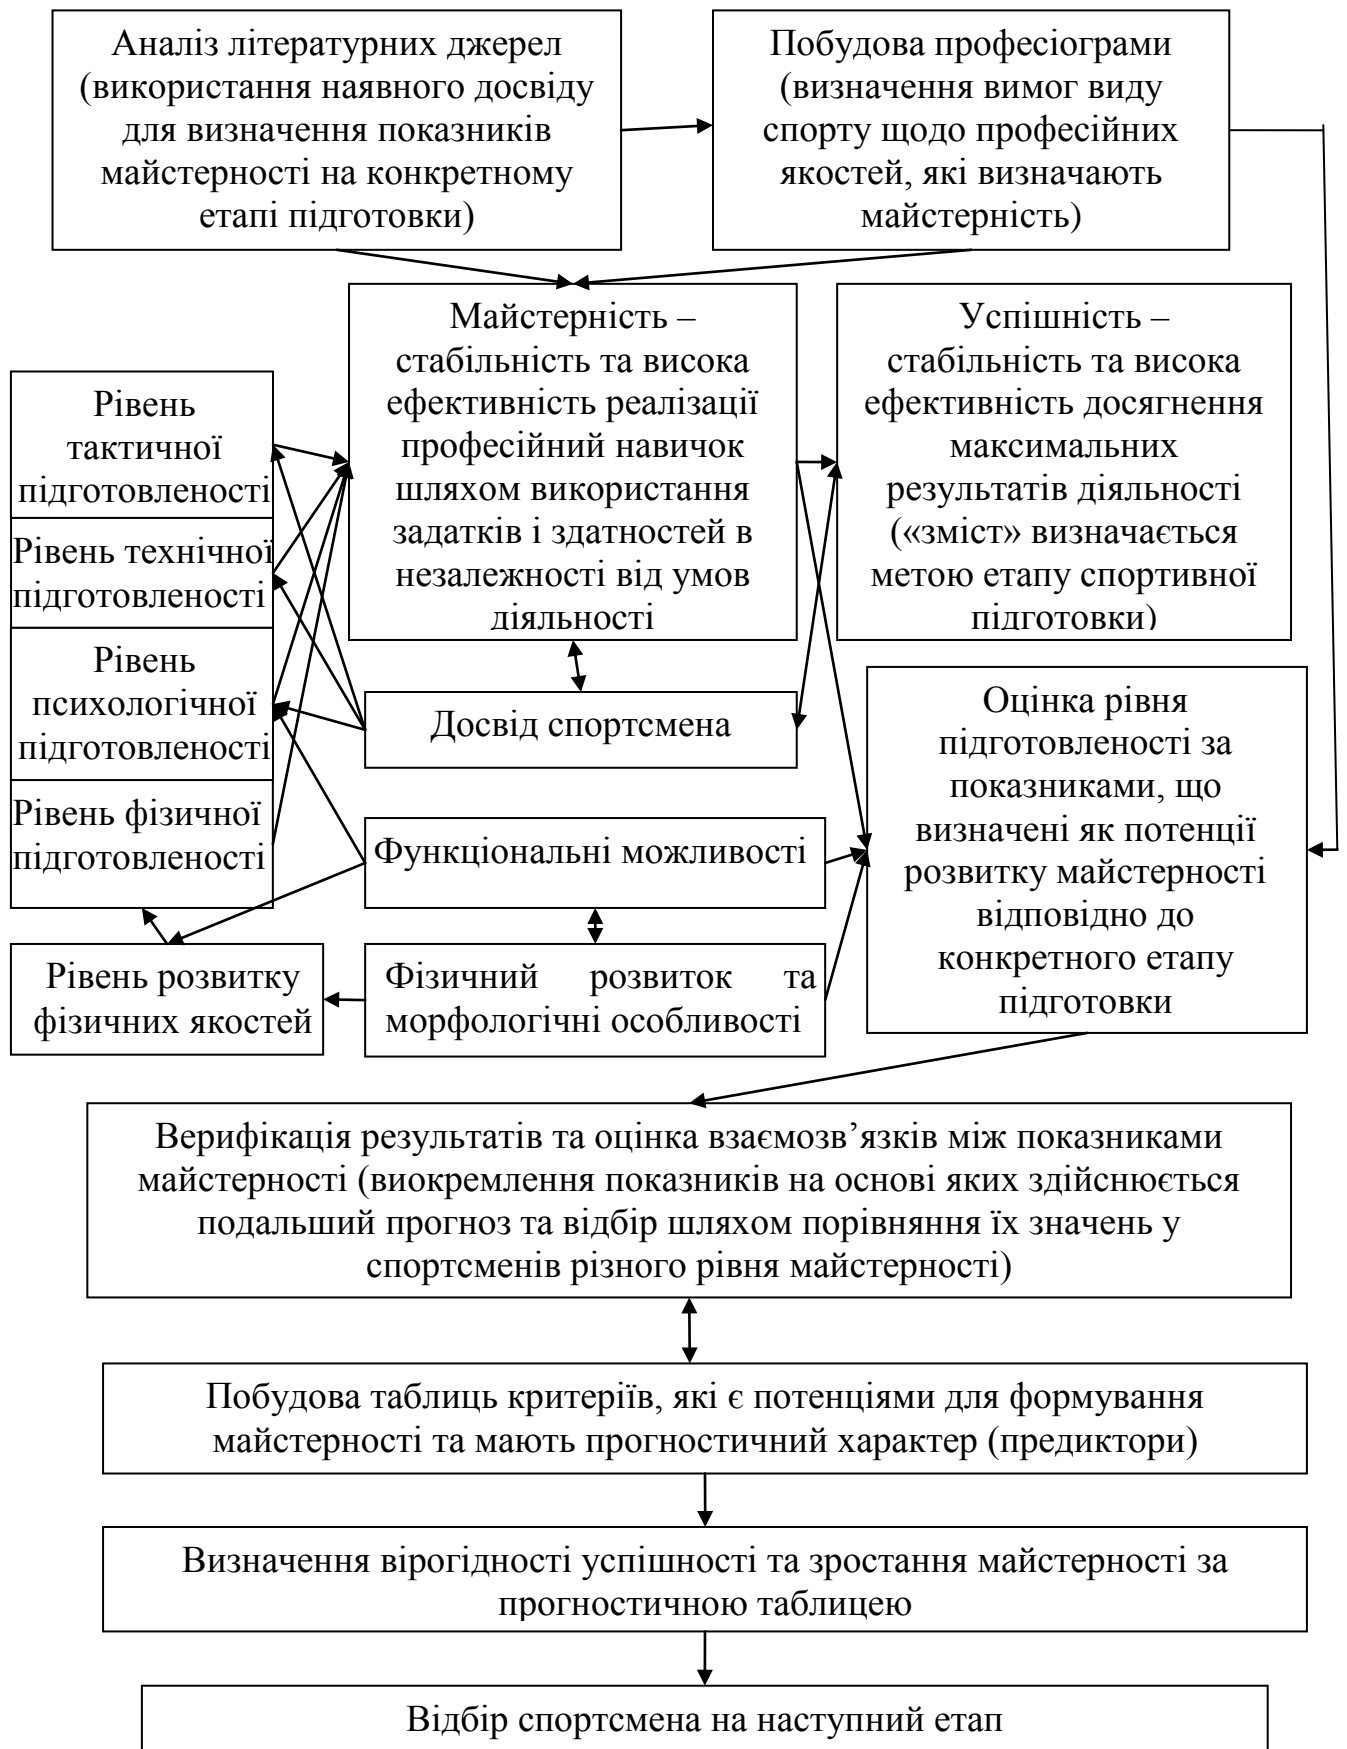 Аналіз літературних джерел
(використання наявного досвіду
для визначення показників
майстерності на конкретному
етапі підготовки)
Побудова професіограми
(визначення вимог виду
спорту щодо професійних
якостей, які визначають
майстерність)
Майстерність –
стабільність та висока
ефективність реалізації
професійний навичок
шляхом використання
задатків і здатностей в
незалежності від умов
діяльності
Успішність –
стабільність та висока
ефективність досягнення
максимальних
результатів діяльності
(«зміст» визначається
метою етапу спортивної
підготовки)
Рівень
тактичної
підготовленості
Рівень технічної
підготовленості
Рівень
психологічної
підготовленості
Рівень фізичної
підготовленості
Досвід спортсмена
Функціональні можливості
Рівень розвитку
фізичних якостей
Фізичний розвиток та
морфологічні особливості
Оцінка рівня
підготовленості за
показниками, що
визначені як потенції
розвитку майстерності
відповідно до
конкретного етапу
підготовки
Верифікація результатів та оцінка взаємозв’язків між показниками
майстерності (виокремлення показників на основі яких здійснюється
подальший прогноз та відбір шляхом порівняння їх значень у
спортсменів різного рівня майстерності)
Побудова таблиць критеріїв, які є потенціями для формування
майстерності та мають прогностичний характер (предиктори)
Визначення вірогідності успішності та зростання майстерності за
прогностичною таблицею
Відбір спортсмена на наступний етап